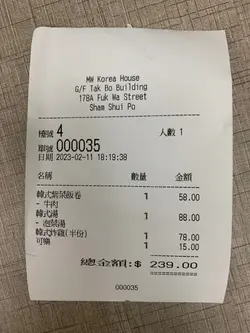 MW Korea House
G/F Tak Bo Building
178A Fuk Wa Street
Sham Shui Po
檯號 4 人數 1
單號 000035
日期 2023-02-11 18:19:38
名稱 數量 金額
韓式紫菜飯卷 1 58.00
- 牛肉
韓式湯 1 88.00
- 泡菜湯
韓式炸雞(半份) 1 78.00
可樂 1 15.00
總金額:$ 239.00
000035